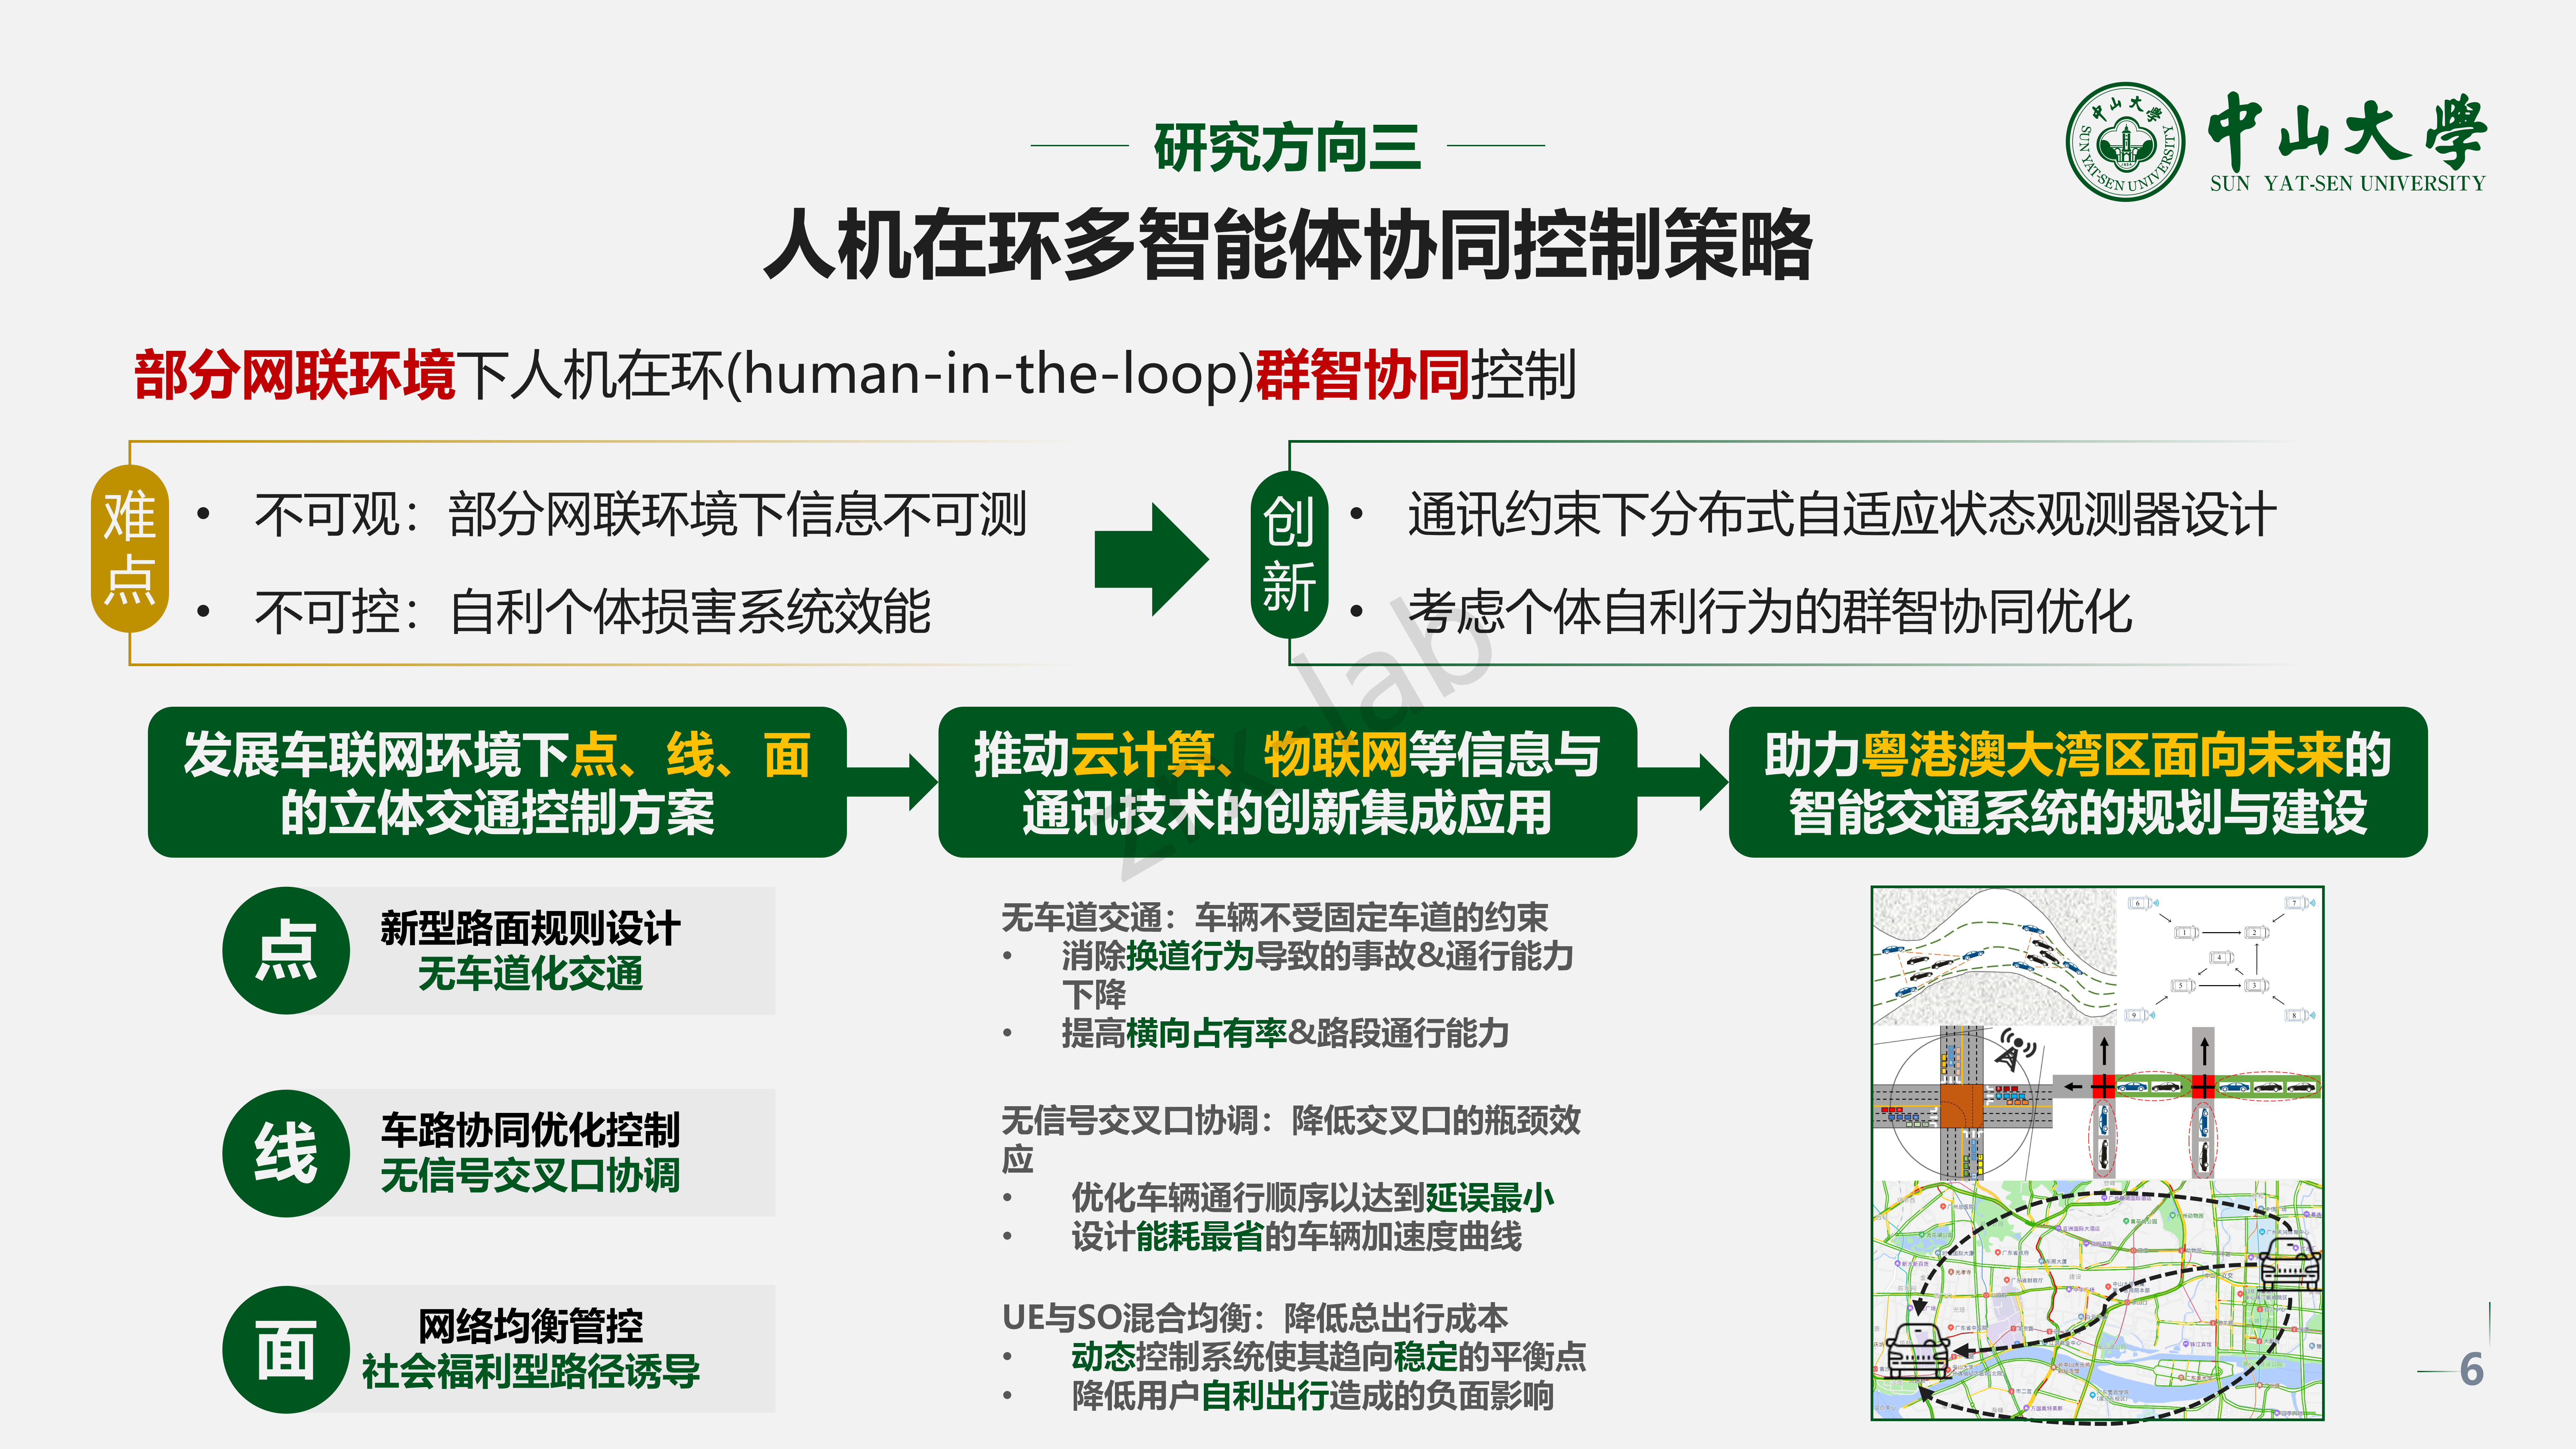 研究方向三
中山大學
SUN YAT-SEN UNIVERSITY
SUN YAT-SEN UNIVERSITY
中山大學
人机在环多智能体协同控制策略
部分网联环境下人机在环(human-in-the-loop)群智协同控制
难点
• 不可观：部分网联环境下信息不可测
• 不可控：自利个体损害系统效能
创新
• 通讯约束下分布式自适应状态观测器设计
• 考虑个体自利行为的群智协同优化
发展车联网环境下点、线、面
的立体交通控制方案
推动云计算、物联网等信息与
通讯技术的创新集成应用
助力粤港澳大湾区面向未来的
智能交通系统的规划与建设
点
新型路面规则设计
无车道化交通
无车道交通：车辆不受固定车道的约束
• 消除换道行为导致的事故&通行能力
下降
• 提高横向占有率&路段通行能力
线
车路协同优化控制
无信号交叉口协调
无信号交叉口协调：降低交叉口的瓶颈效
应
• 优化车辆通行顺序以达到延误最小
• 设计能耗最省的车辆加速度曲线
面
网络均衡管控
社会福利型路径诱导
UE与SO混合均衡：降低总出行成本
• 动态控制系统使其趋向稳定的平衡点
• 降低用户自利出行造成的负面影响
6
7
1
2
4
5
3
9
8
6